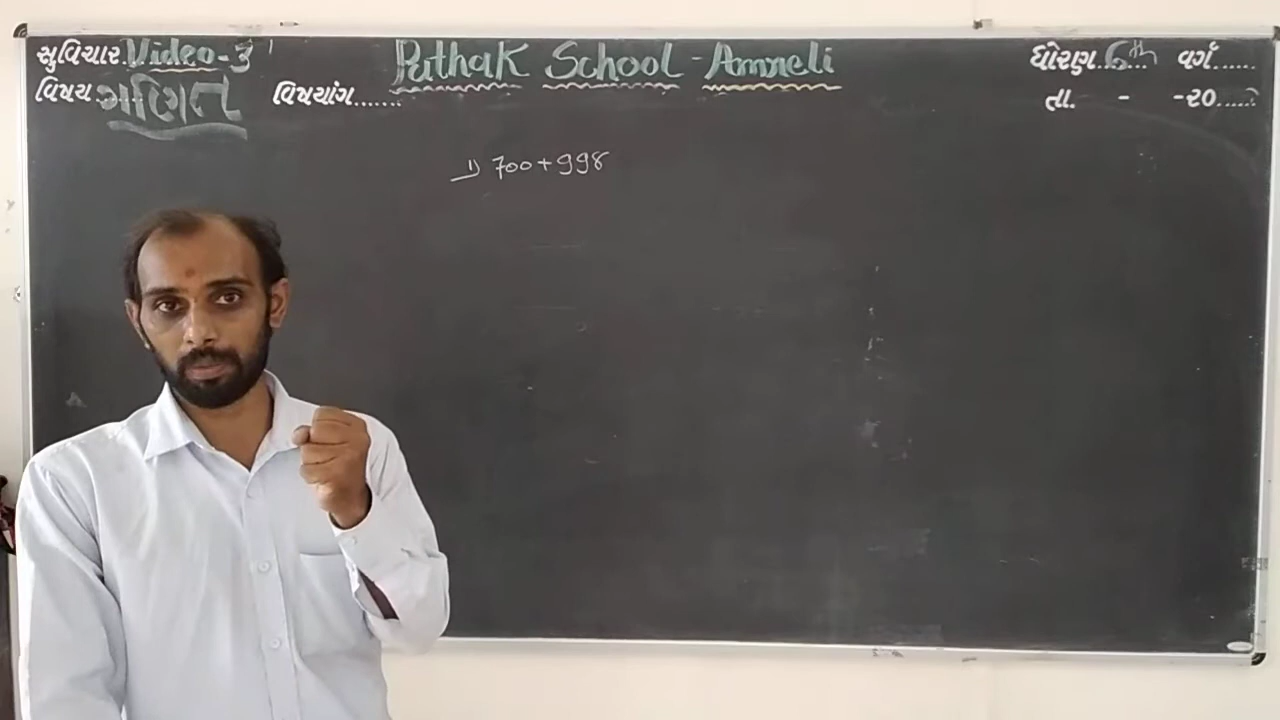 સુવિચાર. Video-3 Pathak School - Amreli ધોરણ. 6th વર્ગ......
વિષય....... ગણિત વિષયાંગ....... તા. - -૨૦.....
1) 700+998